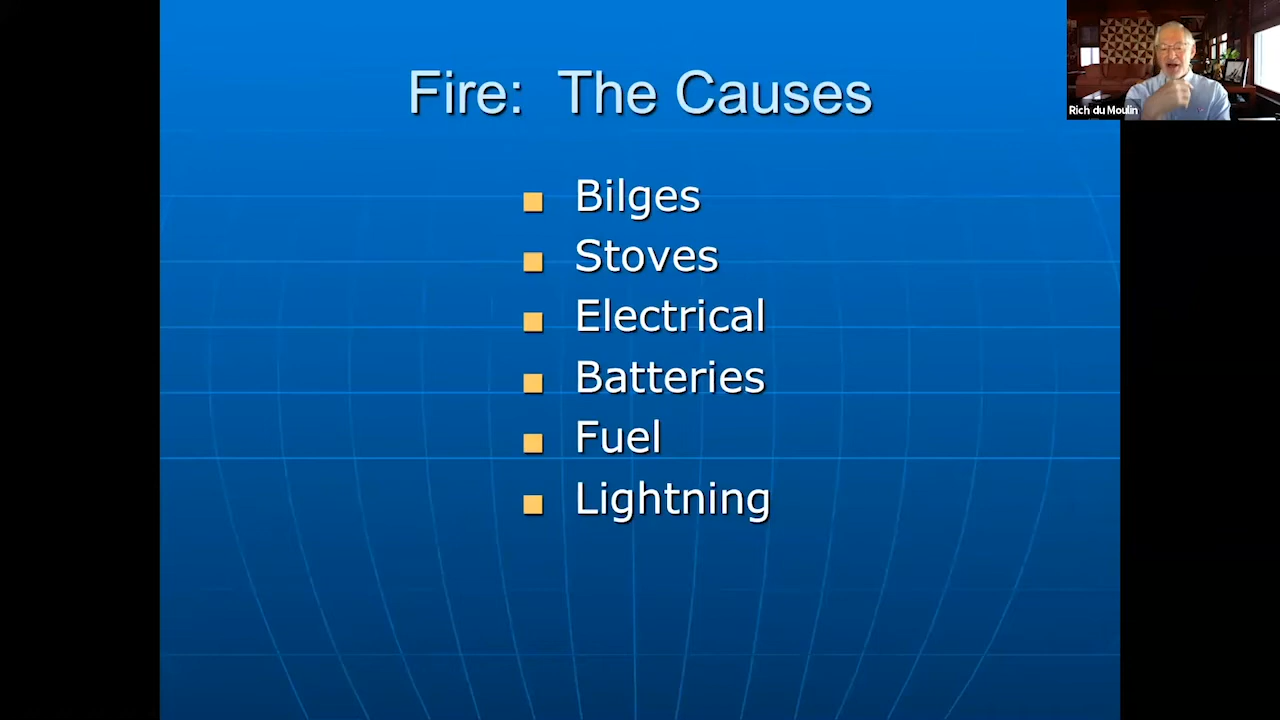 Fire: The Causes
Rich du Moulin
Bilges
Stoves
Electrical
Batteries
Fuel
Lightning